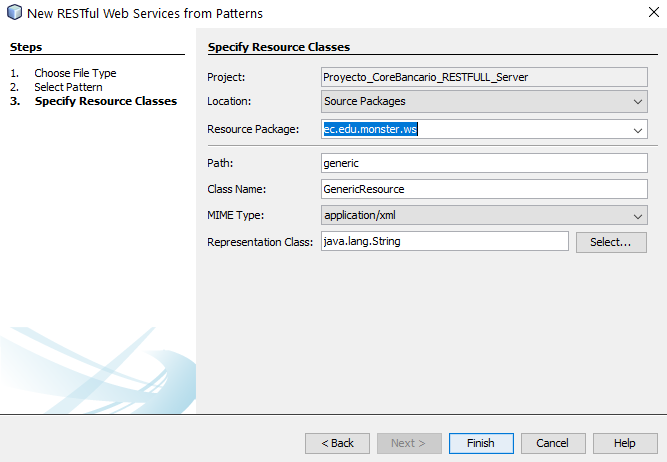 New RESTful Web Services from Patterns
Steps
1. Choose File Type
2. Select Pattern
3. Specify Resource Classes
Specify Resource Classes
Project: Proyecto_CoreBancario_RESTFULL_Server
Location: Source Packages
Resource Package: ec.edu.monster.ws
Path: generic
Class Name: GenericResource
MIME Type: application/xml
Representation Class: java.lang.String Select...
< Back Next > Finish Cancel Help